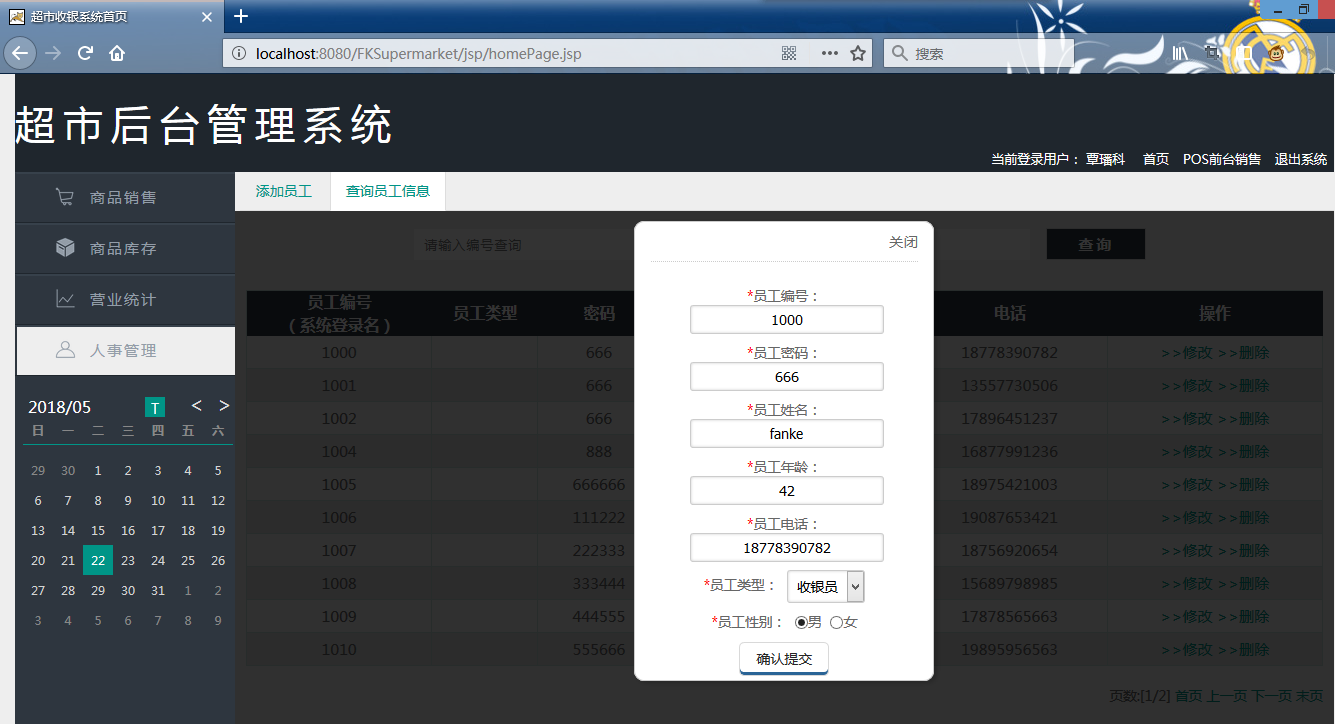 超市收银系统首页
localhost:8080/FKSupermarket/jsp/homePage.jsp
搜索
超市后台管理系统
当前登录用户： 覃璠科 首页 POS前台销售 退出系统
商品销售
商品库存
营业统计
人事管理
2018/05 T < >
日 一 二 三 四 五 六
29 30 1 2 3 4 5
6 7 8 9 10 11 12
13 14 15 16 17 18 19
20 21 22 23 24 25 26
27 28 29 30 31 1 2
3 4 5 6 7 8 9
添加员工 查询员工信息
请输入编号查询 查 询
员工编号
（系统登录名） 员工类型 密码 电话 操作
1000 666 18778390782 >>修改 >>删除
1001 666 13557730506 >>修改 >>删除
1002 666 17896451237 >>修改 >>删除
1004 888 16877991236 >>修改 >>删除
1005 666666 18975421003 >>修改 >>删除
1006 111222 19087653421 >>修改 >>删除
1007 222333 18756920654 >>修改 >>删除
1008 333444 15689798985 >>修改 >>删除
1009 444555 17878565663 >>修改 >>删除
1010 555666 19895956563 >>修改 >>删除
页数:[1/2] 首页 上一页 下一页 末页
关闭
*员工编号：
1000
*员工密码：
666
*员工姓名：
fanke
*员工年龄：
42
*员工电话：
18778390782
*员工类型： 收银员
*员工性别： 男 女
确认提交